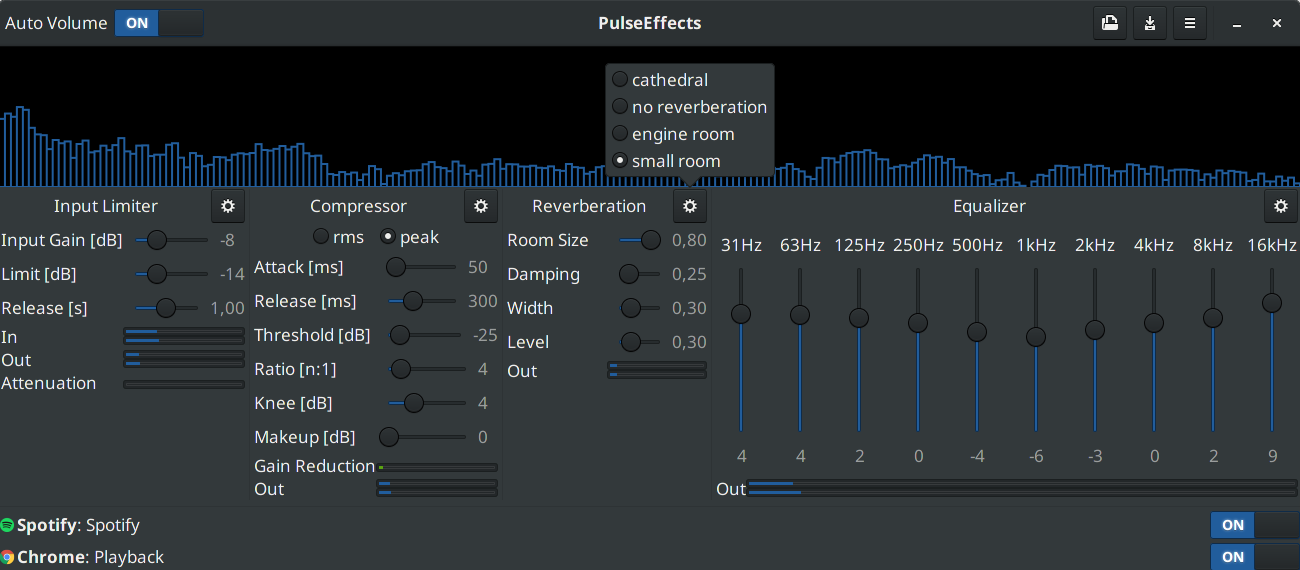 Auto Volume ON PulseEffects
cathedral
no reverberation
engine room
small room
Input Limiter
Input Gain [dB] -8
Limit [dB] -14
Release [s] 1,00
In
Out
Attenuation
Compressor
rms peak
Attack [ms] 50
Release [ms] 300
Threshold [dB] -25
Ratio [n:1] 4
Knee [dB] 4
Makeup [dB] 0
Gain Reduction
Out
Reverberation
Room Size 0,80
Damping 0,25
Width 0,30
Level 0,30
Out
Equalizer
31Hz 63Hz 125Hz 250Hz 500Hz 1kHz 2kHz 4kHz 8kHz 16kHz
4 4 2 0 -4 -6 -3 0 2 9
Out
Spotify: Spotify ON
Chrome: Playback ON